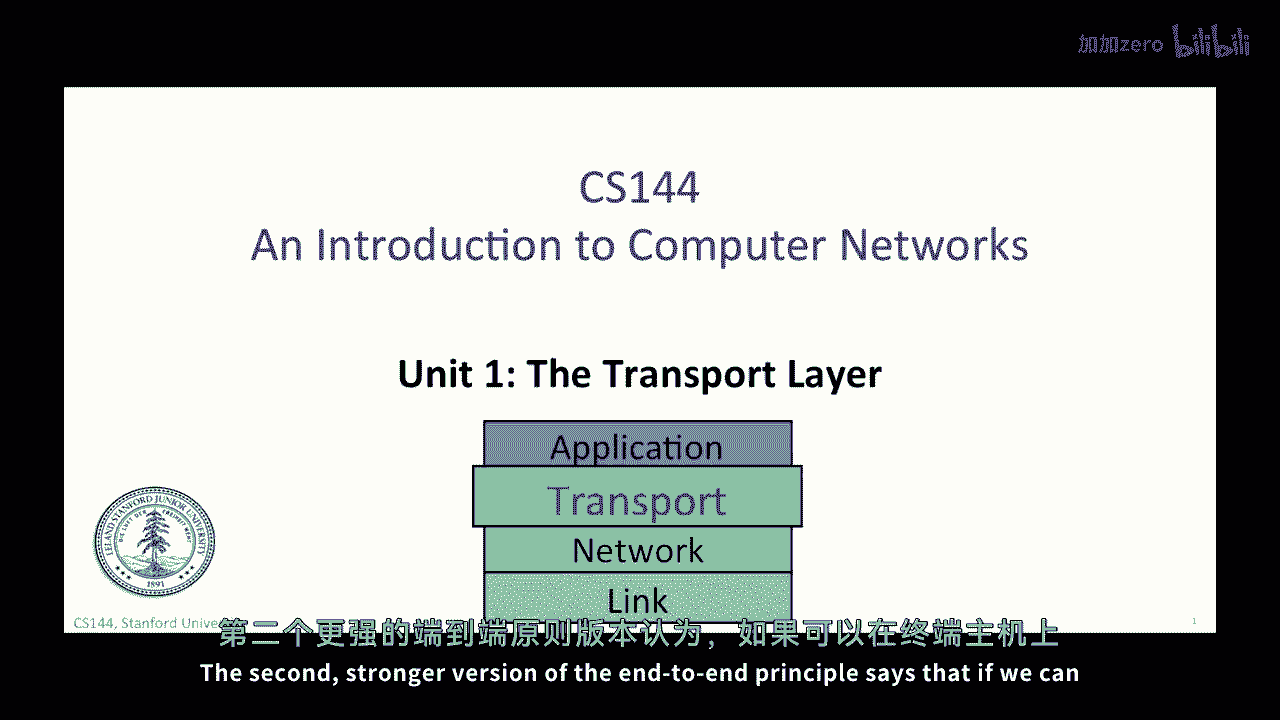 加加zero bilibili
CS144
An Introduction to Computer Networks
Unit 1: The Transport Layer
Application
Transport
Network
Link
LELAND STANFORD JUNIOR UNIVERSITY
1891
CS144, Stanford Unive
1
第二个更强的端到端原则版本认为，如果可以在终端主机上
The second, stronger version of the end-to-end principle says that if we can